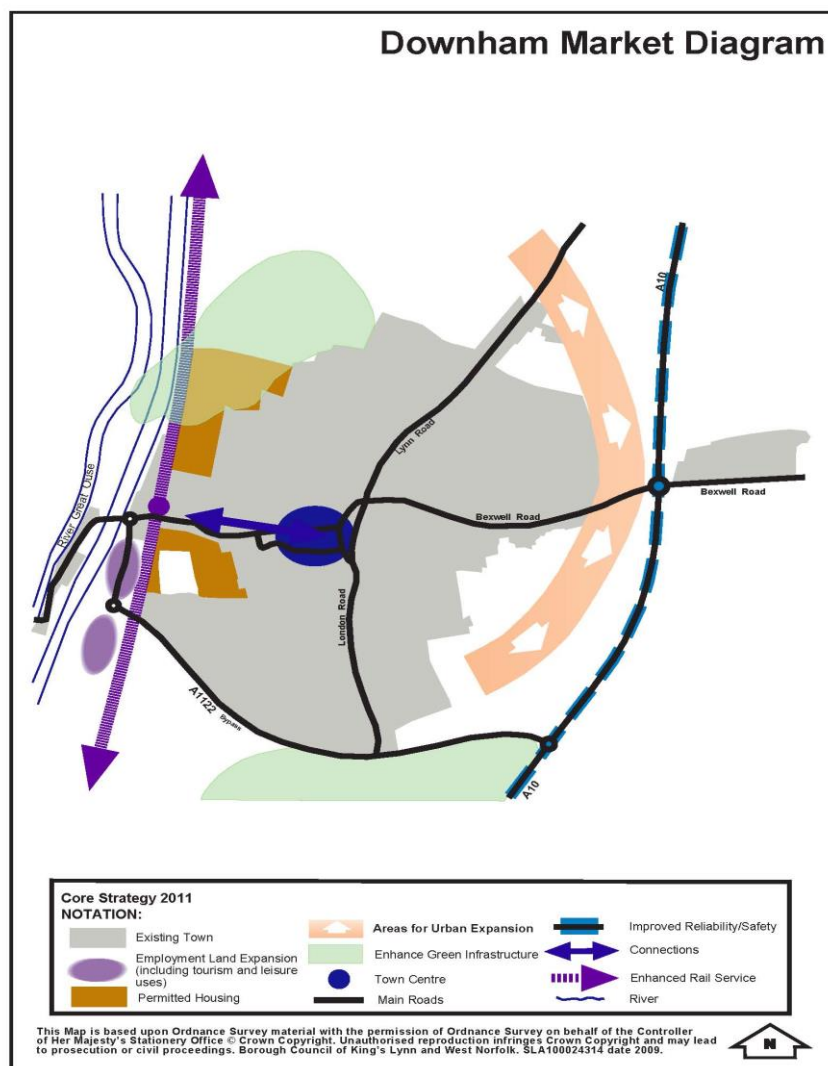 Downham Market Diagram
A10
Lynn Road
River Great Ouse
Bexwell Road
Bexwell Road
London Road
A1122 Bypass
A10
Core Strategy 2011
NOTATION:
Existing Town
Employment Land Expansion
(including tourism and leisure
uses)
Permitted Housing
Areas for Urban Expansion
Enhance Green Infrastructure
Town Centre
Main Roads
Improved Reliability/Safety
Connections
Enhanced Rail Service
River
This Map is based upon Ordnance Survey material with the permission of Ordnance Survey on behalf of the Controller
of Her Majesty's Stationery Office © Crown Copyright. Unauthorised reproduction infringes Crown Copyright and may lead
to prosecution or civil proceedings. Borough Council of King's Lynn and West Norfolk. SLA100024314 date 2009.
N